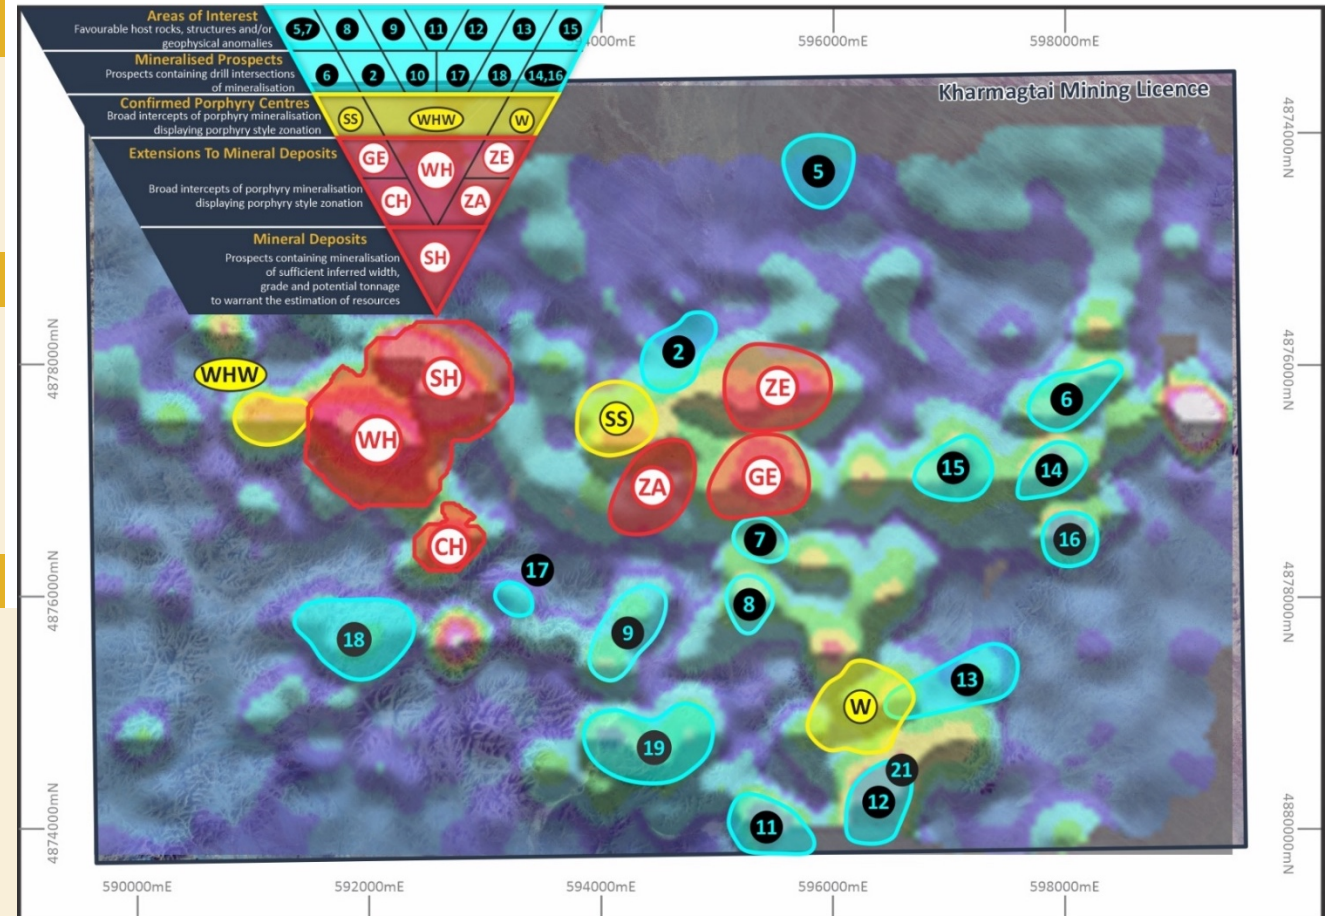 Areas of Interest
Favourable host rocks, structures and/or
geophysical anomalies
5,7 8 9 11 12 13 15
Mineralised Prospects
Prospects containing drill intersections
of mineralisation
6 2 10 17 18 14,16
Confirmed Porphyry Centres
Broad intercepts of porphyry mineralisation
displaying porphyry style zonation
SS WHW W
Extensions To Mineral Deposits
Broad intercepts of porphyry mineralisation
displaying porphyry style zonation
GE WH ZE
CH ZA
Mineral Deposits
Prospects containing mineralisation
of sufficient inferred width,
grade and potential tonnage
to warrant the estimation of resources
SH
594000mE 596000mE 598000mE
Kharmagtai Mining Licence
4874000mN
5
4878000mN
4876000mN
2
WHW
SH
ZE
6
SS
WH
15
14
ZA
GE
7
16
CH
17
4876000mN
4878000mN
8
18
9
13
W
19
21
12
11
4874000mN
4880000mN
590000mE 592000mE 594000mE 596000mE 598000mE